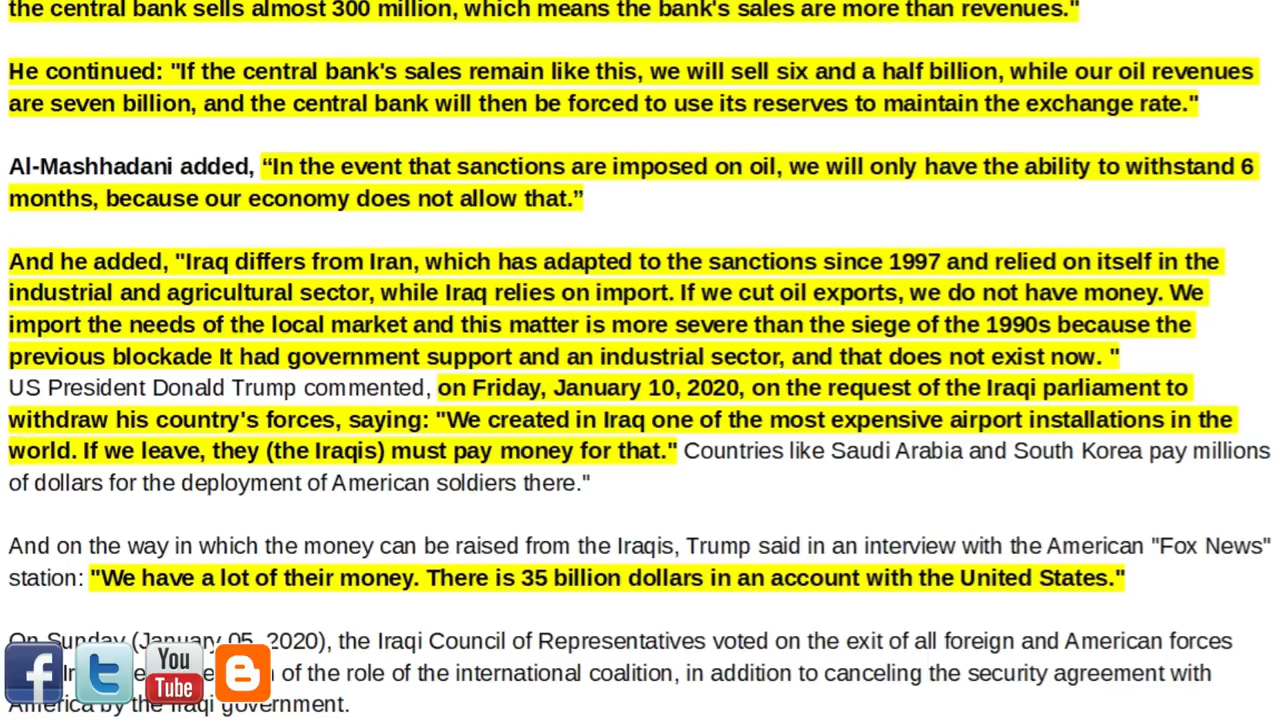 the central bank sells almost 300 million, which means the bank's sales are more than revenues."
He continued: "If the central bank's sales remain like this, we will sell six and a half billion, while our oil revenues
are seven billion, and the central bank will then be forced to use its reserves to maintain the exchange rate."
Al-Mashhadani added, “In the event that sanctions are imposed on oil, we will only have the ability to withstand 6
months, because our economy does not allow that.”
And he added, "Iraq differs from Iran, which has adapted to the sanctions since 1997 and relied on itself in the
industrial and agricultural sector, while Iraq relies on import. If we cut oil exports, we do not have money. We
import the needs of the local market and this matter is more severe than the siege of the 1990s because the
previous blockade It had government support and an industrial sector, and that does not exist now. "
US President Donald Trump commented, on Friday, January 10, 2020, on the request of the Iraqi parliament to
withdraw his country's forces, saying: "We created in Iraq one of the most expensive airport installations in the
world. If we leave, they (the Iraqis) must pay money for that." Countries like Saudi Arabia and South Korea pay millions
of dollars for the deployment of American soldiers there."
And on the way in which the money can be raised from the Iraqis, Trump said in an interview with the American "Fox News"
station: "We have a lot of their money. There is 35 billion dollars in an account with the United States."
On Sunday (January 05, 2020), the Iraqi Council of Representatives voted on the exit of all foreign and American forces
of the role of the international coalition, in addition to canceling the security agreement with
America by the Iraqi government.
You
Tube